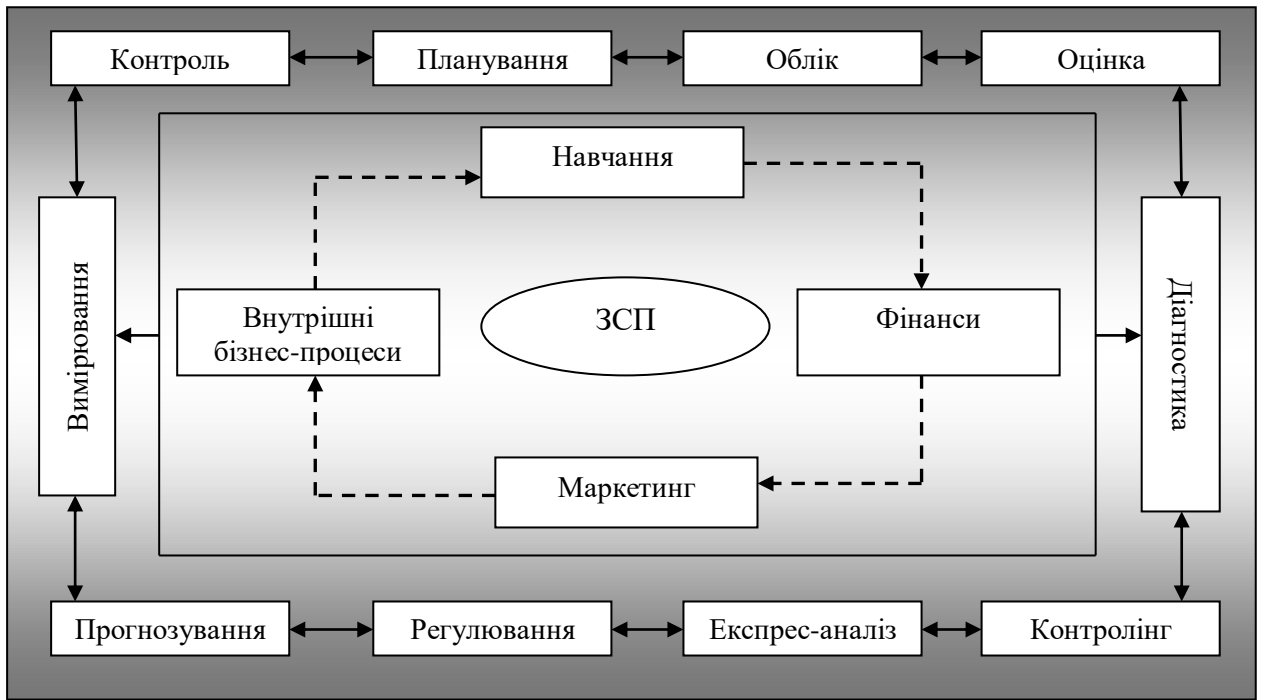 Контроль
Планування
Облік
Оцінка
Навчання
Вимірювання
Внутрішні
бізнес-процеси
ЗСП
Фінанси
Діагностика
Маркетинг
Прогнозування
Регулювання
Експрес-аналіз
Контролінг